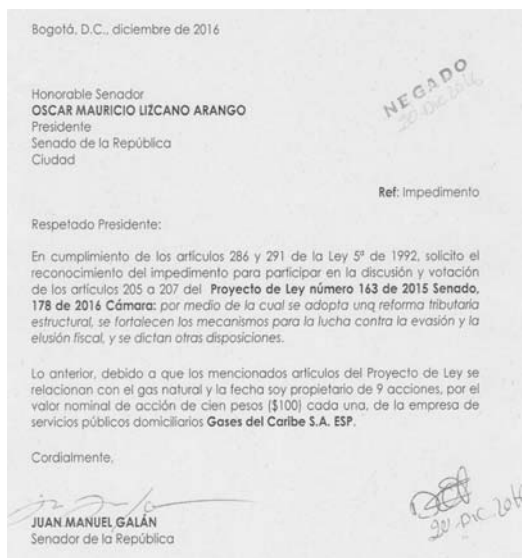 Bogotá, D.C., diciembre de 2016
NEGADO
20 Dic 2016
Honorable Senador
OSCAR MAURICIO LIZCANO ARANGO
Presidente
Senado de la República
Ciudad
Ref: Impedimento
Respetado Presidente:
En cumplimiento de los artículos 286 y 291 de la Ley 5ª de 1992, solicito el
reconocimiento del impedimento para participar en la discusión y votación
de los artículos 205 a 207 del Proyecto de Ley número 163 de 2015 Senado,
178 de 2016 Cámara: por medio de la cual se adopta unq reforma tributaria
estructural, se fortalecen los mecanismos para la lucha contra la evasión y la
elusión fiscal, y se dictan otras disposiciones.
Lo anterior, debido a que los mencionados artículos del Proyecto de Ley se
relacionan con el gas natural y la fecha soy propietario de 9 acciones, por el
valor nominal de acción de cien pesos ($100) cada una, de la empresa de
servicios públicos domiciliarios Gases del Caribe S.A. ESP.
Cordialmente,
JUAN MANUEL GALÁN
Senador de la República
20-DIC-2016